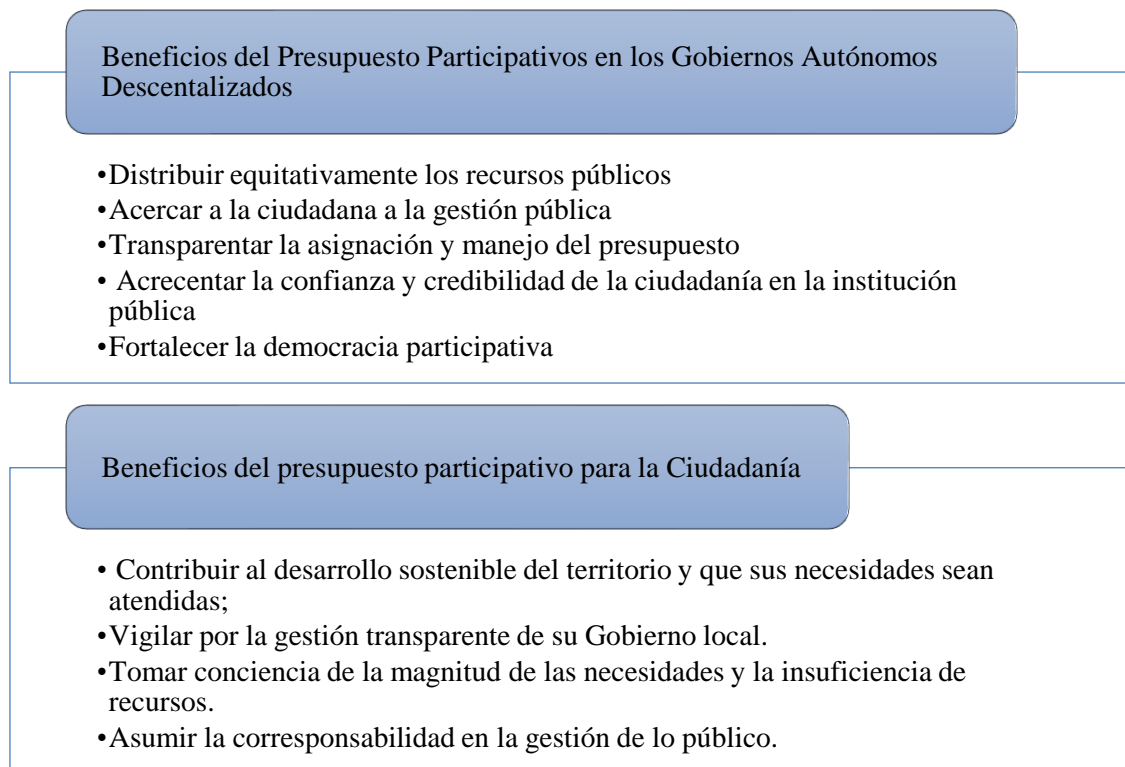 Beneficios del Presupuesto Participativos en los Gobiernos Autónomos
Descentalizados
•Distribuir equitativamente los recursos públicos
•Acercar a la ciudadana a la gestión pública
•Transparentar la asignación y manejo del presupuesto
• Acrecentar la confianza y credibilidad de la ciudadanía en la institución
pública
•Fortalecer la democracia participativa
Beneficios del presupuesto participativo para la Ciudadanía
• Contribuir al desarrollo sostenible del territorio y que sus necesidades sean
atendidas;
•Vigilar por la gestión transparente de su Gobierno local.
•Tomar conciencia de la magnitud de las necesidades y la insuficiencia de
recursos.
•Asumir la corresponsabilidad en la gestión de lo público.